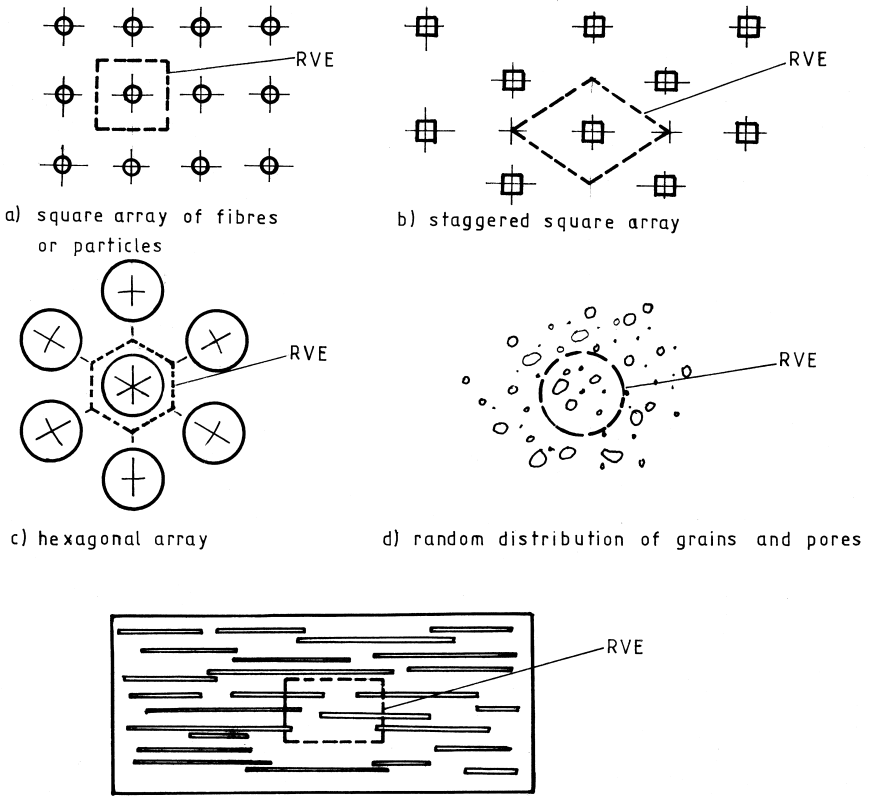 RVE
RVE
a) square array of fibres
or particles
b) staggered square array
RVE
RVE
c) hexagonal array
d) random distribution of grains and pores
RVE